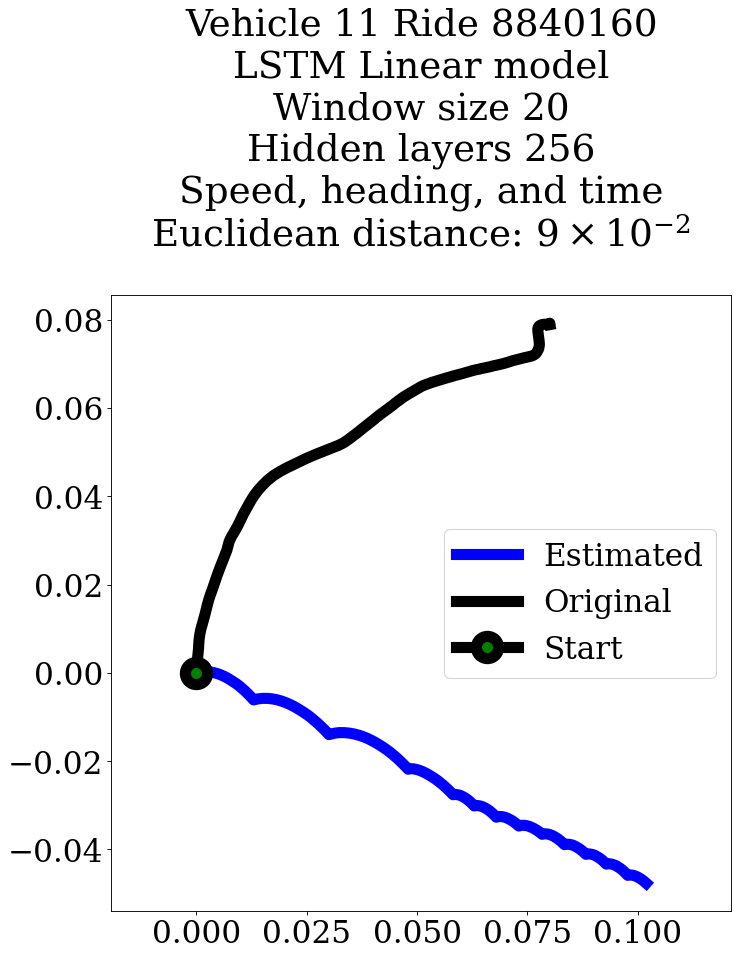 Vehicle 11 Ride 8840160
LSTM Linear model
Window size 20
Hidden layers 256
Speed, heading, and time
Euclidean distance: 9 × 10⁻²
0.08
0.06
0.04
0.02
0.00
−0.02
−0.04
Estimated
Original
Start
0.000 0.025 0.050 0.075 0.100